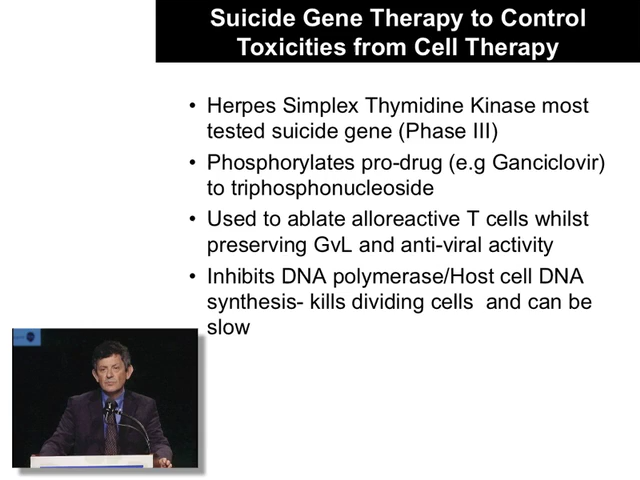 Suicide Gene Therapy to Control
Toxicities from Cell Therapy
• Herpes Simplex Thymidine Kinase most
tested suicide gene (Phase III)
• Phosphorylates pro-drug (e.g Ganciclovir)
to triphosphonucleoside
• Used to ablate alloreactive T cells whilst
preserving GvL and anti-viral activity
• Inhibits DNA polymerase/Host cell DNA
synthesis- kills dividing cells  and can be
slow